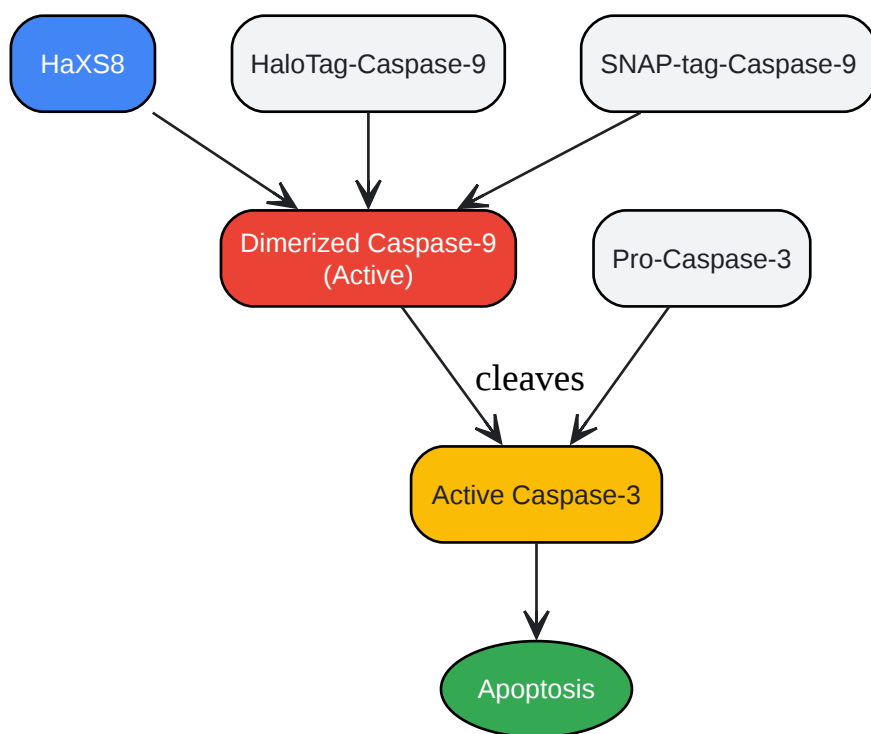 HaXS8
HaloTag-Caspase-9
SNAP-tag-Caspase-9
Dimerized Caspase-9
(Active)
Pro-Caspase-3
cleaves
Active Caspase-3
Apoptosis